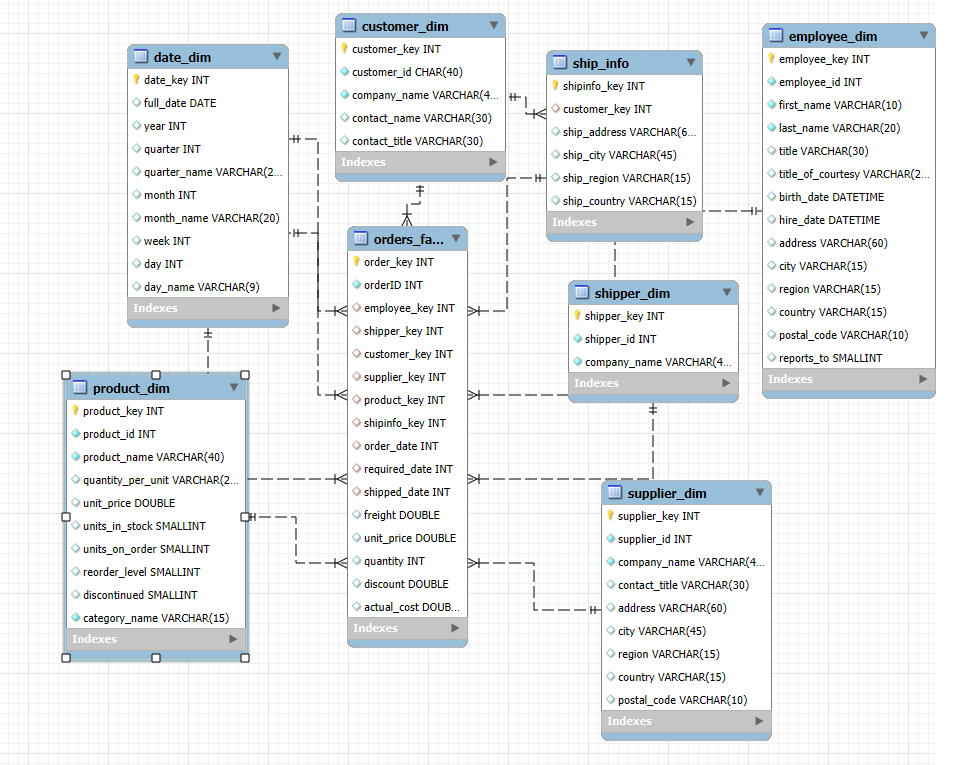 date_dim
date_key INT
full_date DATE
year INT
quarter INT
quarter_name VARCHAR(2...
month INT
month_name VARCHAR(20)
week INT
day INT
day_name VARCHAR(9)
Indexes
customer_dim
customer_key INT
customer_id CHAR(40)
company_name VARCHAR(4...
contact_name VARCHAR(30)
contact_title VARCHAR(30)
Indexes
ship_info
shipinfo_key INT
customer_key INT
ship_address VARCHAR(6...
ship_city VARCHAR(45)
ship_region VARCHAR(15)
ship_country VARCHAR(15)
Indexes
employee_dim
employee_key INT
employee_id INT
first_name VARCHAR(10)
last_name VARCHAR(20)
title VARCHAR(30)
title_of_courtesy VARCHAR(2...
birth_date DATETIME
hire_date DATETIME
address VARCHAR(60)
city VARCHAR(15)
region VARCHAR(15)
country VARCHAR(15)
postal_code VARCHAR(10)
reports_to SMALLINT
Indexes
orders_fa...
order_key INT
orderID INT
employee_key INT
shipper_key INT
customer_key INT
supplier_key INT
product_key INT
shipinfo_key INT
order_date INT
required_date INT
shipped_date INT
freight DOUBLE
unit_price DOUBLE
quantity INT
discount DOUBLE
actual_cost DOUB...
Indexes
shipper_dim
shipper_key INT
shipper_id INT
company_name VARCHAR(4...
Indexes
product_dim
product_key INT
product_id INT
product_name VARCHAR(40)
quantity_per_unit VARCHAR(2...
unit_price DOUBLE
units_in_stock SMALLINT
units_on_order SMALLINT
reorder_level SMALLINT
discontinued SMALLINT
category_name VARCHAR(15)
Indexes
supplier_dim
supplier_key INT
supplier_id INT
company_name VARCHAR(4...
contact_title VARCHAR(30)
address VARCHAR(60)
city VARCHAR(45)
region VARCHAR(15)
country VARCHAR(15)
postal_code VARCHAR(10)
Indexes